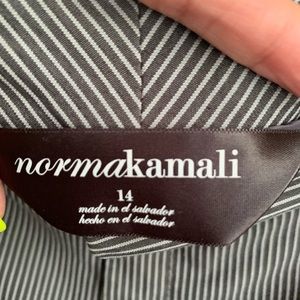 normakamali
14
made in el salvador
hecho en el salvador